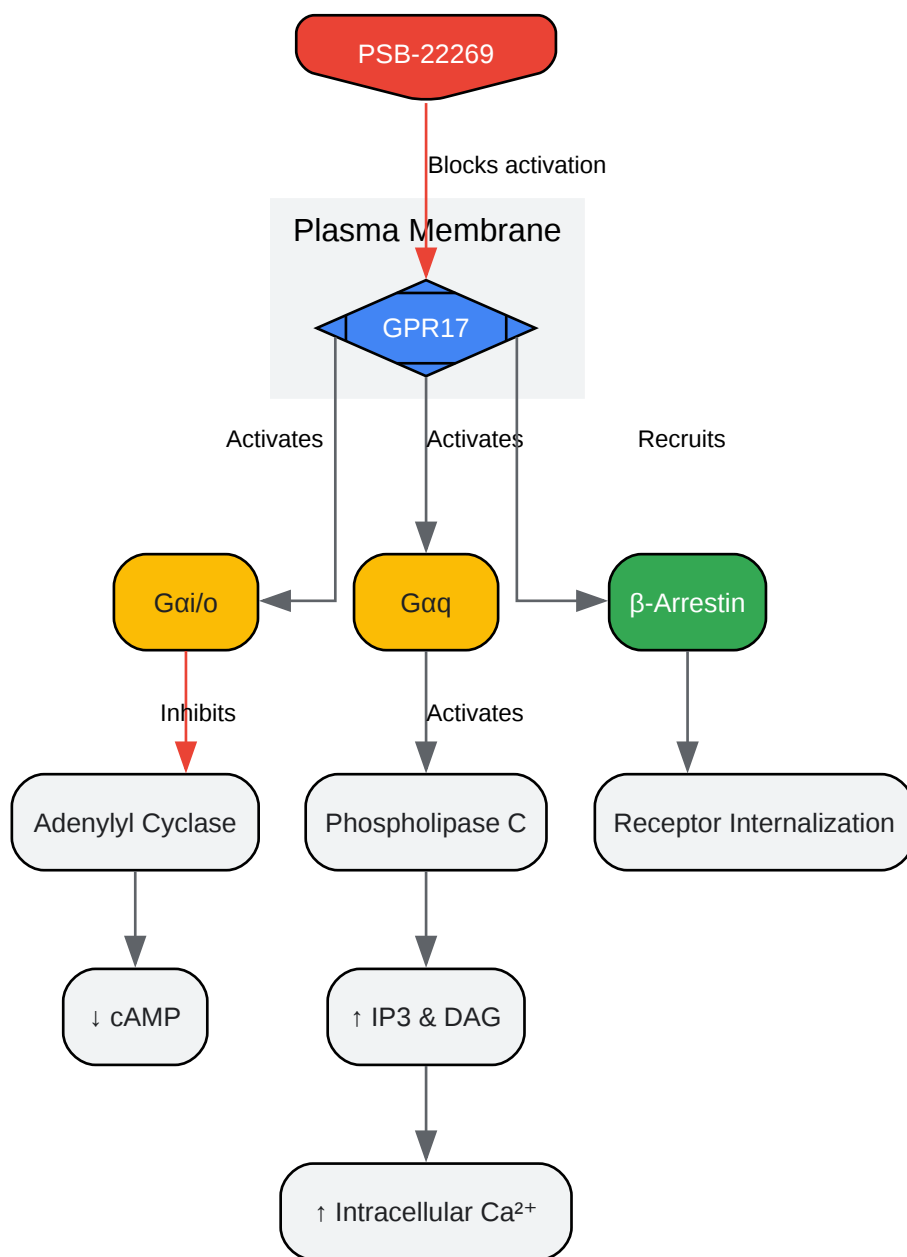 PSB-22269
Blocks activation
Plasma Membrane
GPR17
Activates
Activates
Recruits
Gαi/o
Gαq
β-Arrestin
Inhibits
Activates
Adenylyl Cyclase
Phospholipase C
Receptor Internalization
↓ cAMP
↑ IP3 & DAG
↑ Intracellular Ca²⁺